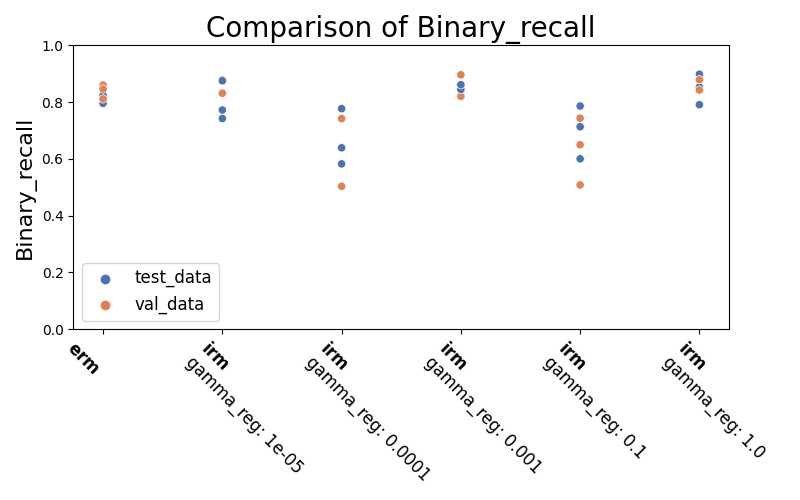 Comparison of Binary_recall
Binary_recall
1.0
0.8
0.6
0.4
0.2
0.0
test_data
val_data
erm
irm
gamma_reg: 1e-05
irm
gamma_reg: 0.0001
irm
gamma_reg: 0.001
irm
gamma_reg: 0.1
irm
gamma_reg: 1.0